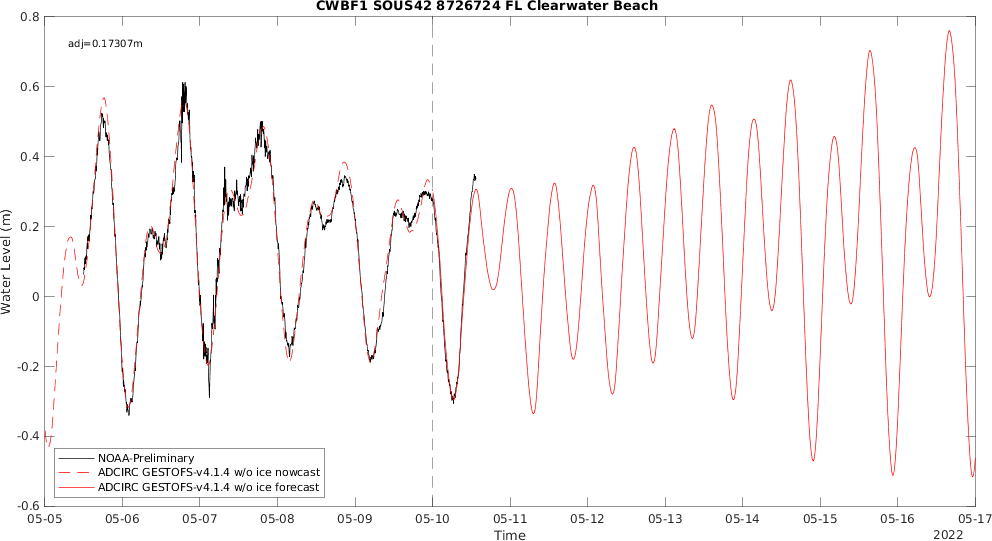 CWBF1 SOUS42 8726724 FL Clearwater Beach
adj=0.17307m
0.8
0.6
0.4
0.2
0
-0.2
-0.4
-0.6
Water Level (m)
NOAA-Preliminary
ADCIRC GESTOFS-v4.1.4 w/o ice nowcast
ADCIRC GESTOFS-v4.1.4 w/o ice forecast
05-05 05-06 05-07 05-08 05-09 05-10 05-11 05-12 05-13 05-14 05-15 05-16 05-17
Time
2022